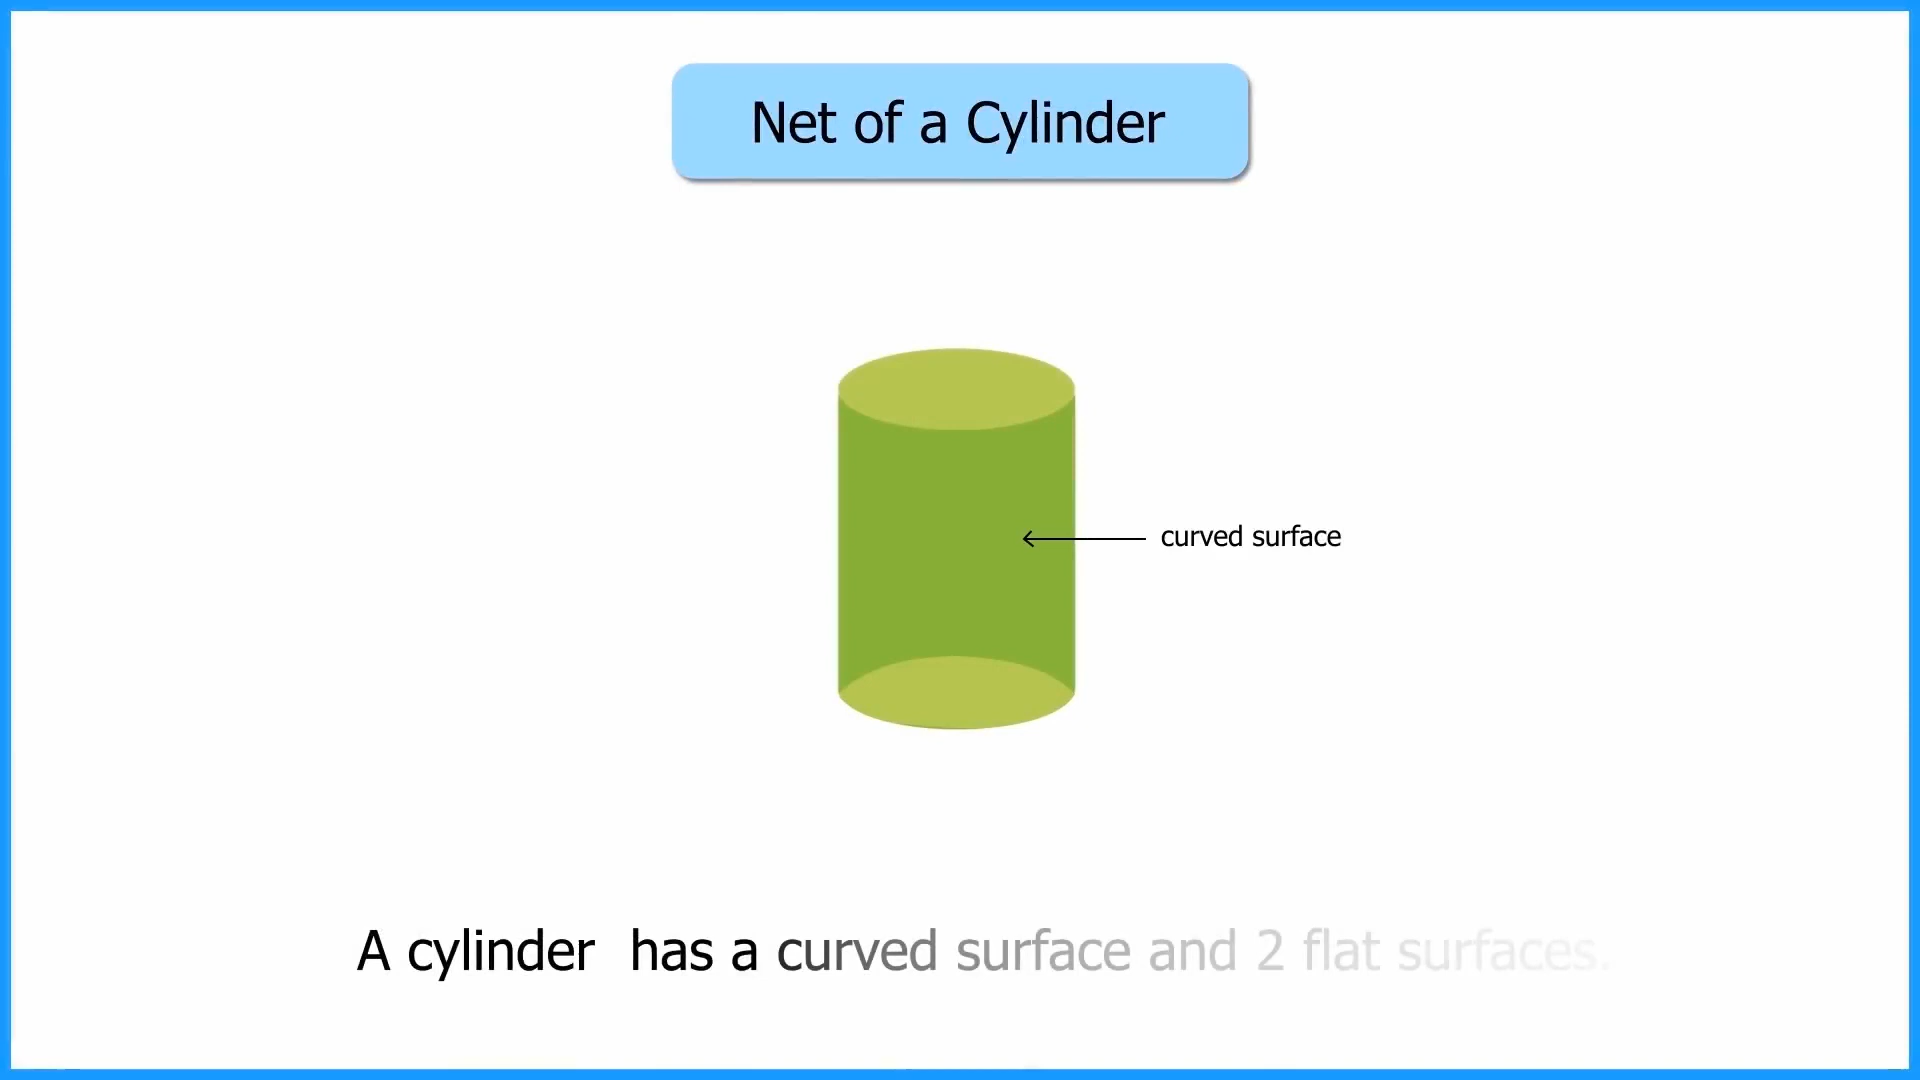 Net of a Cylinder
curved surface
A cylinder  has a curved surface and 2 flat surfaces.